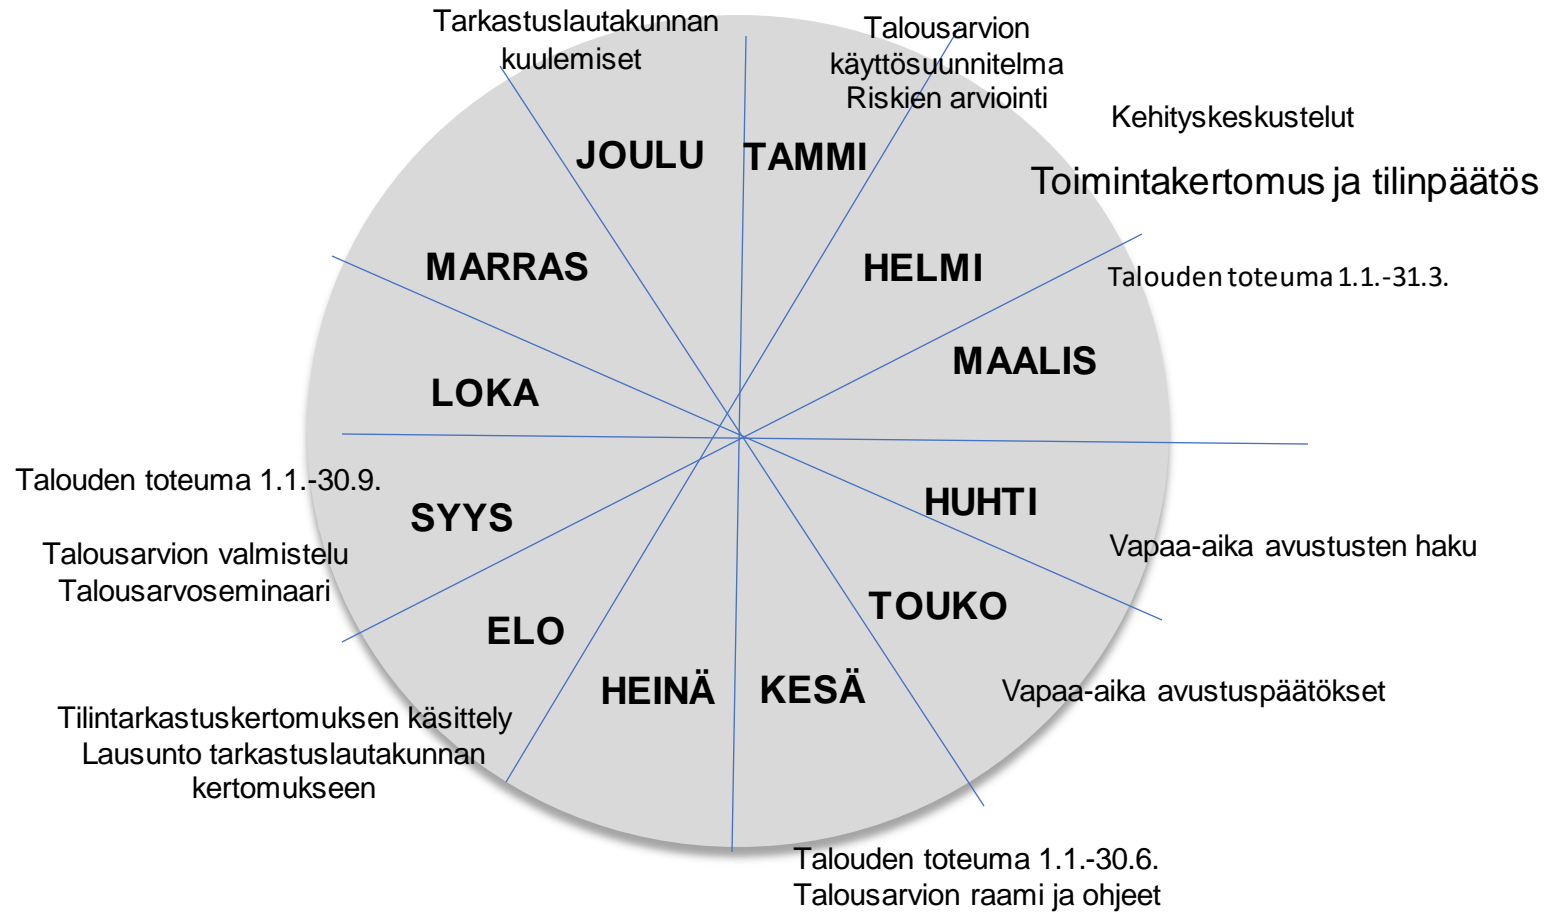 Tarkastuslautakunnan
kuulemiset
Talousarvion
käyttösuunnitelma
Riskien arviointi
Kehityskeskustelut
Toimintakertomus ja tilinpäätös
Talouden toteuma 1.1.-31.3.
JOULU
TAMMI
MARRAS
HELMI
MAALIS
LOKA
Talouden toteuma 1.1.-30.9.
SYYS
HUHTI
Talousarvion valmistelu
Talousarvoseminaari
Vapaa-aika avustusten haku
ELO
TOUKO
HEINÄ
KESÄ
Vapaa-aika avustuspäätökset
Tilintarkastuskertomuksen käsittely
Lausunto tarkastuslautakunnan
kertomukseen
Talouden toteuma 1.1.-30.6.
Talousarvion raami ja ohjeet